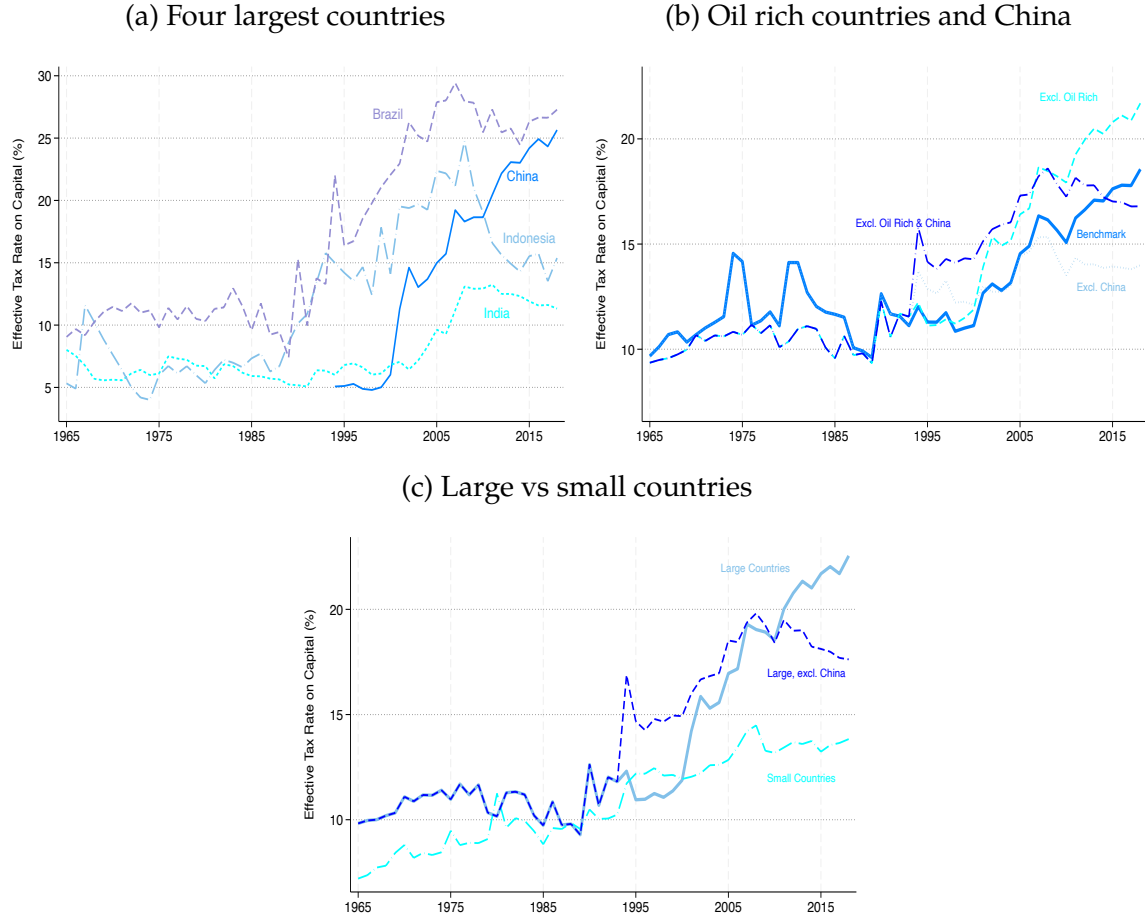 (a) Four largest countries
(b) Oil rich countries and China
Effective Tax Rate on Capital (%)
30
25
20
15
10
5
1965 1975 1985 1995 2005 2015
Brazil
China
Indonesia
India
Effective Tax Rate on Capital (%)
20
15
10
1965 1975 1985 1995 2005 2015
Excl. Oil Rich
Excl. Oil Rich & China
Benchmark
Excl. China
(c) Large vs small countries
Effective Tax Rate on Capital (%)
20
15
10
1965 1975 1985 1995 2005 2015
Large Countries
Large, excl. China
Small Countries